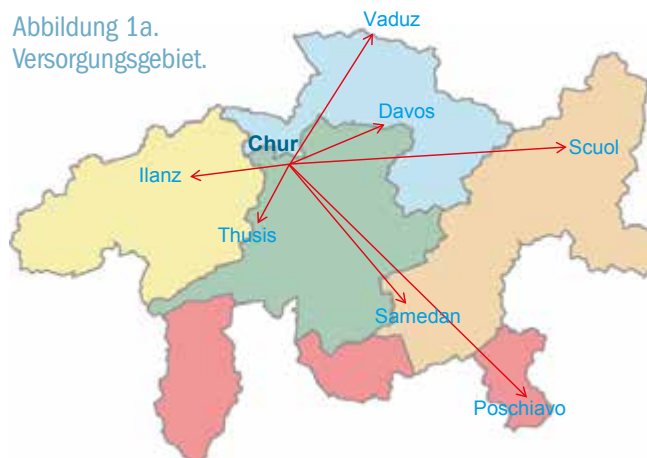 Abbildung 1a.
Versorgungsgebiet.
Vaduz
Davos
Chur
Scuol
Ilanz
Thusis
Samedan
Poschiavo